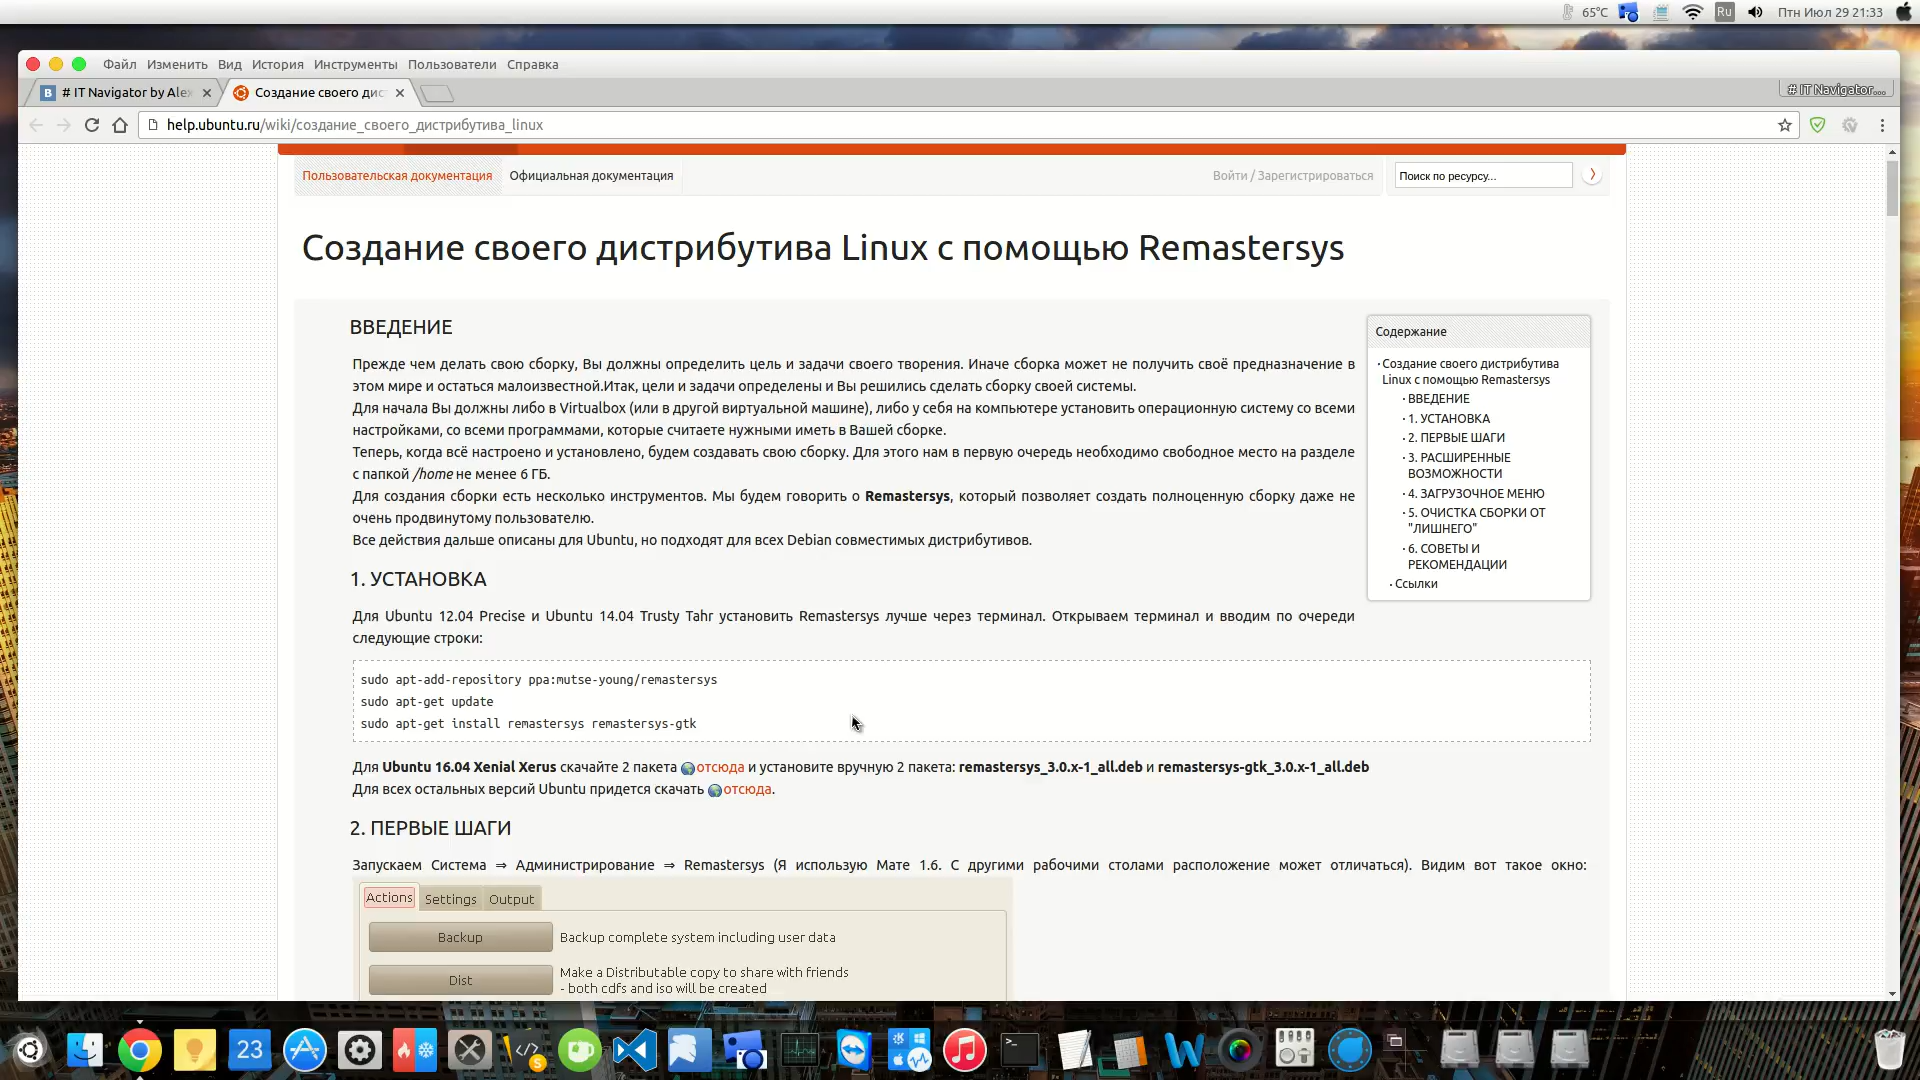 65°C
Ru
Птн Июл 29 21:33
Файл Изменить Вид История Инструменты Пользователи Справка
B # IT Navigator by Ale
Создание своего дис
# IT Navigator...
help.ubuntu.ru/wiki/создание_своего_дистрибутива_linux
Пользовательская документация Официальная документация
Войти / Зарегистрироваться
Поиск по ресурсу...
Создание своего дистрибутива Linux с помощью Remastersys
ВВЕДЕНИЕ
Прежде чем делать свою сборку, Вы должны определить цель и задачи своего творения. Иначе сборка может не получить своё предназначение в
этом мире и остаться малоизвестной.Итак, цели и задачи определены и Вы решились сделать сборку своей системы.
Для начала Вы должны либо в Virtualbox (или в другой виртуальной машине), либо у себя на компьютере установить операционную систему со всеми
настройками, со всеми программами, которые считаете нужными иметь в Вашей сборке.
Теперь, когда всё настроено и установлено, будем создавать свою сборку. Для этого нам в первую очередь необходимо свободное место на разделе
с папкой /home не менее 6 ГБ.
Для создания сборки есть несколько инструментов. Мы будем говорить о Remastersys, который позволяет создать полноценную сборку даже не
очень продвинутому пользователю.
Все действия дальше описаны для Ubuntu, но подходят для всех Debian совместимых дистрибутивов.
Содержание
· Создание своего дистрибутива
Linux с помощью Remastersys
· ВВЕДЕНИЕ
· 1. УСТАНОВКА
· 2. ПЕРВЫЕ ШАГИ
· 3. РАСШИРЕННЫЕ
ВОЗМОЖНОСТИ
· 4. ЗАГРУЗОЧНОЕ МЕНЮ
· 5. ОЧИСТКА СБОРКИ ОТ
"ЛИШНЕГО"
· 6. СОВЕТЫ И
РЕКОМЕНДАЦИИ
· Ссылки
1. УСТАНОВКА
Для Ubuntu 12.04 Precise и Ubuntu 14.04 Trusty Tahr установить Remastersys лучше через терминал. Открываем терминал и вводим по очереди
следующие строки:
sudo apt-add-repository ppa:mutse-young/remastersys
sudo apt-get update
sudo apt-get install remastersys remastersys-gtk
Для Ubuntu 16.04 Xenial Xerus скачайте 2 пакета отсюда и установите вручную 2 пакета: remastersys_3.0.x-1_all.deb и remastersys-gtk_3.0.x-1_all.deb
Для всех остальных версий Ubuntu придется скачать отсюда.
2. ПЕРВЫЕ ШАГИ
Запускаем Система ⇒ Администрирование ⇒ Remastersys (Я использую Мате 1.6. С другими рабочими столами расположение может отличаться). Видим вот такое окно:
Actions Settings Output
Backup Backup complete system including user data
Dist Make a Distributable copy to share with friends
- both cdfs and iso will be created
23